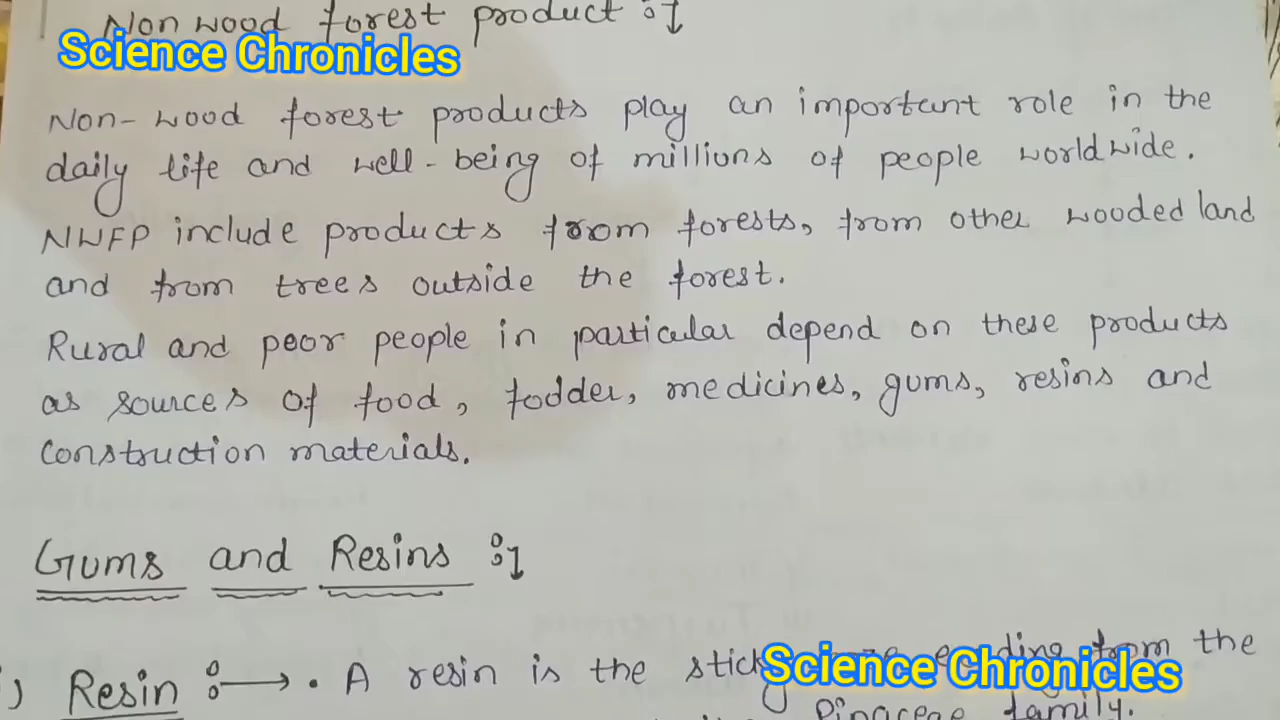 Non wood forest product :-
Science Chronicles
Non-wood forest products play an important role in the
daily life and well-being of millions of people worldwide.
NWFP include products from forests, from other wooded land
and from trees outside the forest.
Rural and poor people in particular depend on these products
as sources of food, fodder, medicines, gums, resins and
construction materials.
Gums and Resins :-
) Resin :→ • A resin is the from the
Science Chronicles
Pinaceae family.